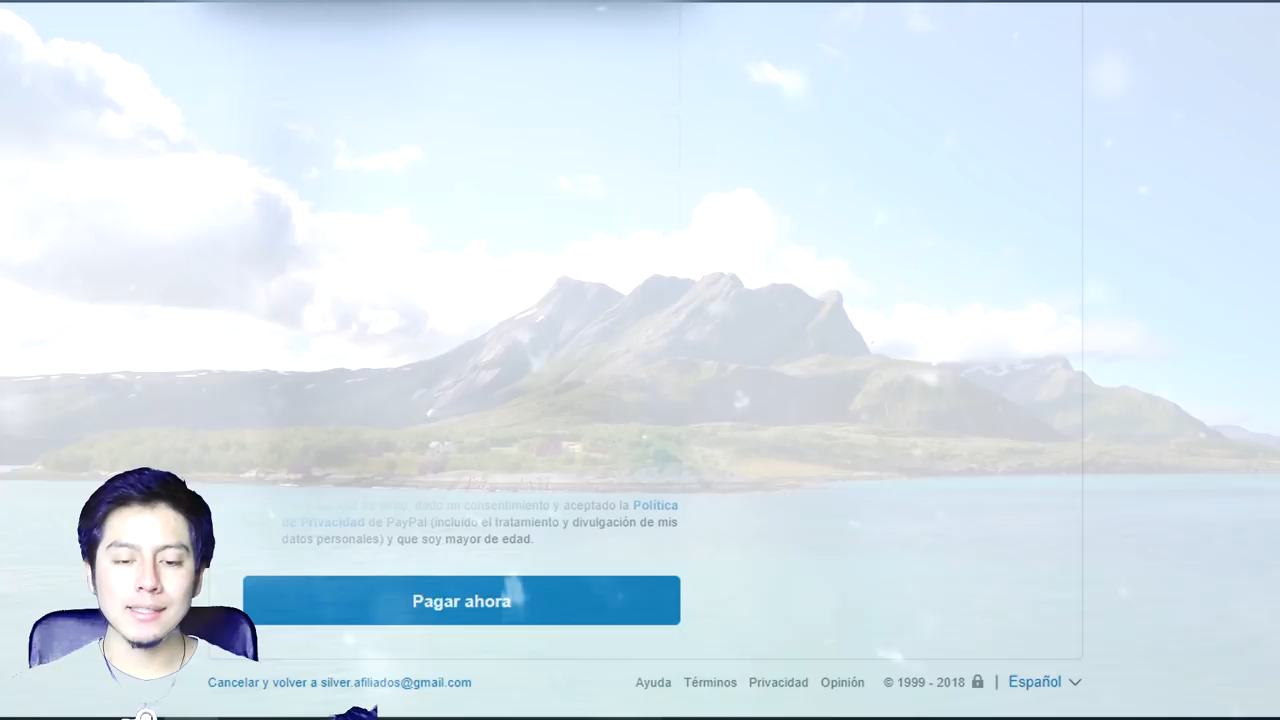 dado un consentimiento y aceptado la Política
de Privacidad de PayPal (incluido el tratamiento y divulgación de mis
datos personales) y que soy mayor de edad.
Pagar ahora
Cancelar y volver a silver.afiliados@gmail.com
Ayuda Términos Privacidad Opinión © 1999 - 2018 | Español